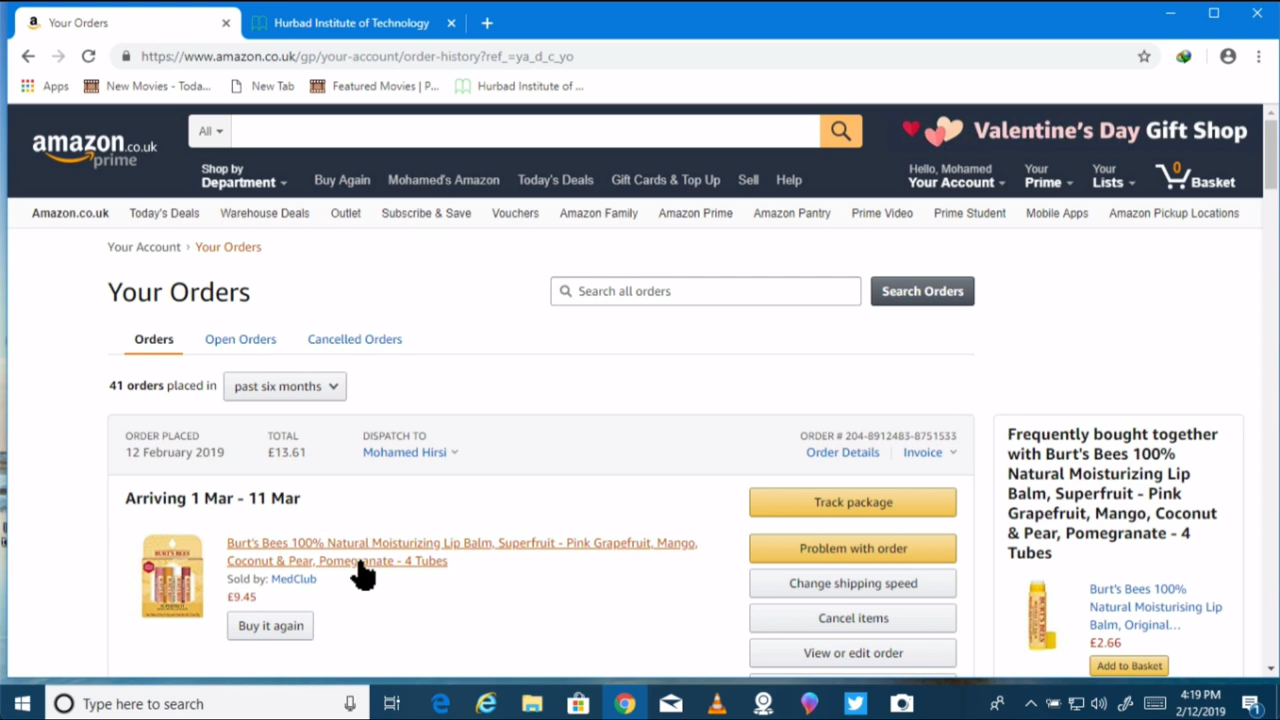 Your Orders
Hurbad Institute of Technology
https://www.amazon.co.uk/gp/your-account/order-history?ref_=ya_d_c_yo
Apps New Movies - Toda... New Tab Featured Movies | P... Hurbad Institute of ...
amazon.co.uk
prime
All
Valentine's Day Gift Shop
Shop by
Department
Buy Again Mohamed's Amazon Today's Deals Gift Cards & Top Up Sell Help
Hello, Mohamed
Your Account
Your
Prime
Your
Lists
0
Basket
Amazon.co.uk Today's Deals Warehouse Deals Outlet Subscribe & Save Vouchers Amazon Family Amazon Prime Amazon Pantry Prime Video Prime Student Mobile Apps Amazon Pickup Locations
Your Account › Your Orders
Your Orders
Search all orders
Search Orders
Orders Open Orders Cancelled Orders
41 orders placed in past six months
ORDER PLACED
12 February 2019
TOTAL
£13.61
DISPATCH TO
Mohamed Hirsi
ORDER # 204-8912483-8751533
Order Details Invoice
Arriving 1 Mar - 11 Mar
BURT'S BEES
Burt's Bees 100% Natural Moisturizing Lip Balm, Superfruit - Pink Grapefruit, Mango,
Coconut & Pear, Pomegranate - 4 Tubes
Sold by: MedClub
£9.45
Buy it again
Track package
Problem with order
Change shipping speed
Cancel items
View or edit order
Frequently bought together
with Burt's Bees 100%
Natural Moisturizing Lip
Balm, Superfruit - Pink
Grapefruit, Mango, Coconut
& Pear, Pomegranate - 4
Tubes
Burt's Bees 100%
Natural Moisturising Lip
Balm, Original...
£2.66
Add to Basket
Type here to search
4:19 PM
2/12/2019
1